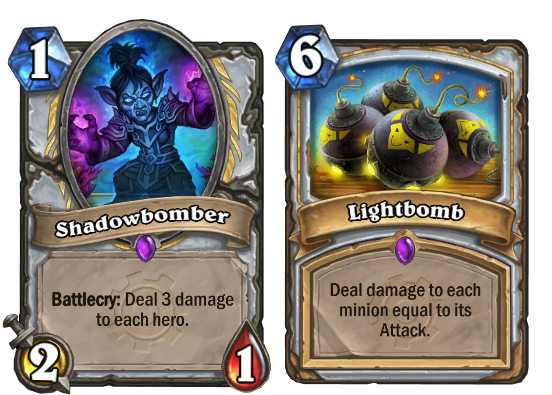 1
Shadowbomber
Battlecry: Deal 3 damage
to each hero.
2
1
6
Lightbomb
Deal damage to each
minion equal to its
Attack.